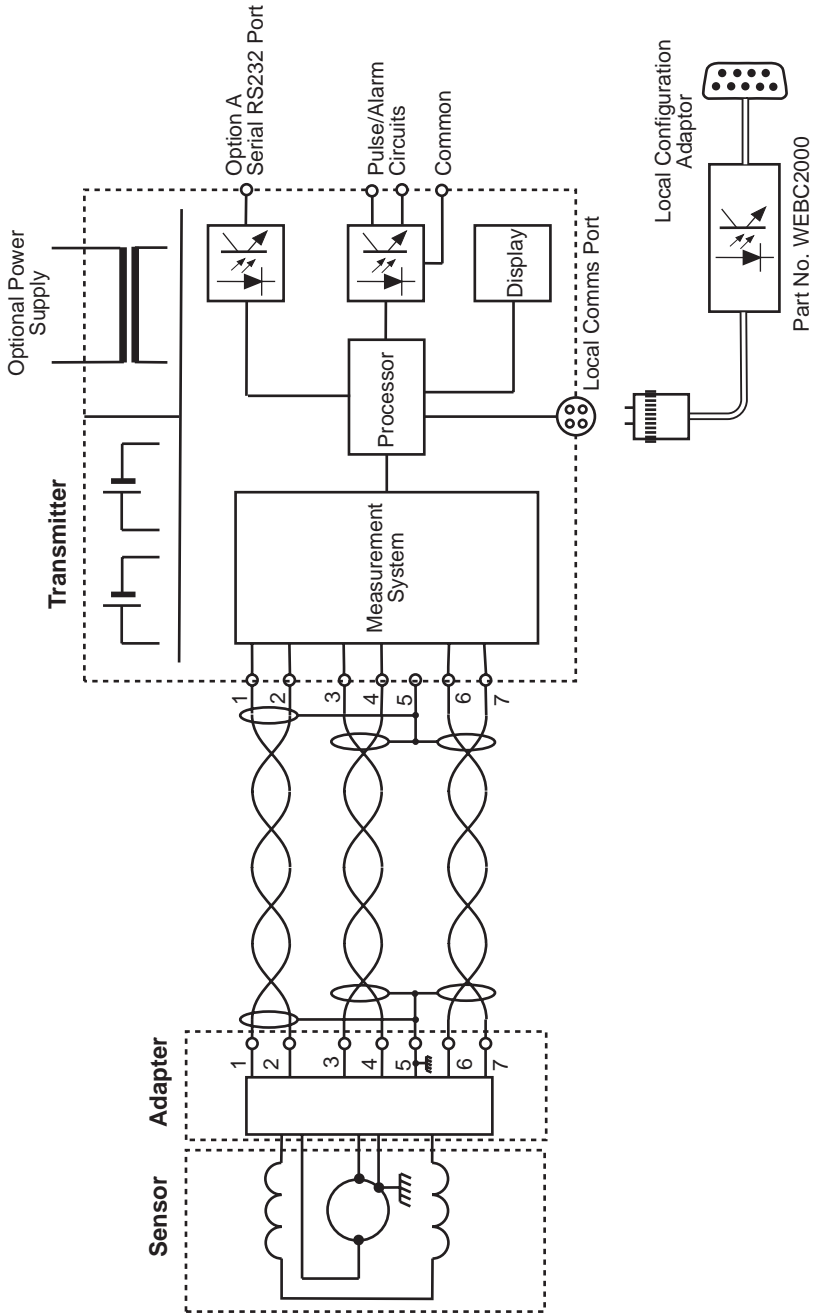 Sensor
Adapter
1
2
3
4
5
6
7
1
2
3
4
5
6
7
Transmitter
Optional Power
Supply
Measurement
System
Processor
Display
Option A
Serial RS232 Port
Pulse/Alarm
Circuits
Common
Local Comms Port
Local Configuration
Adaptor
Part No. WEBC2000